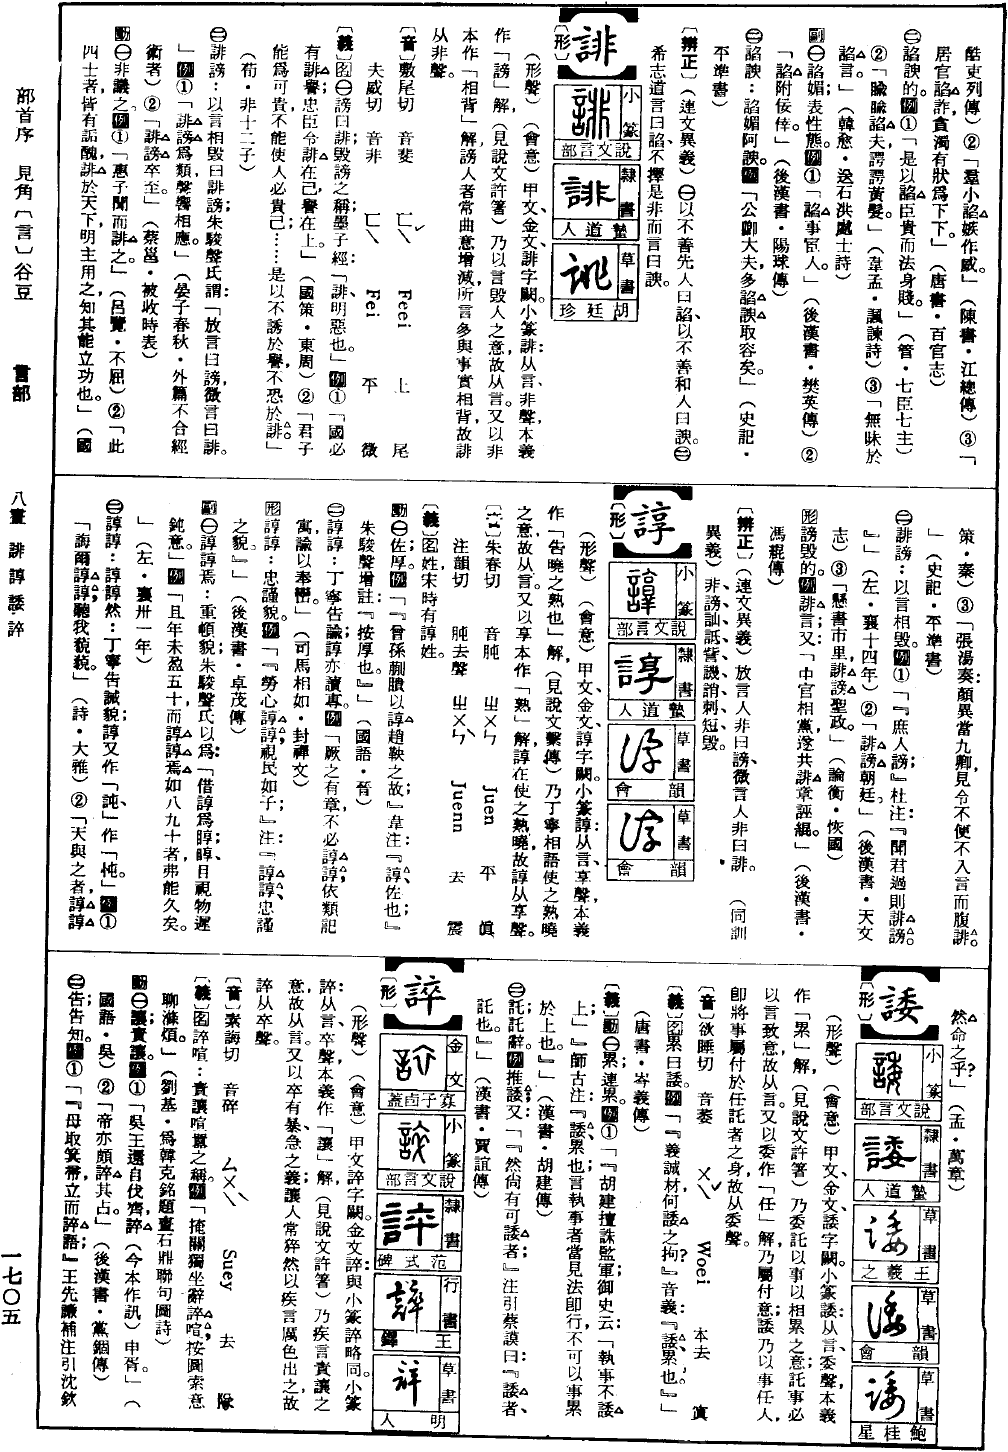 酷吏列傳）②「羣小諂嫉作威。」（陳書・江總傳）③「
居官諂詐貪濁有狀爲下下。」（唐書・百官志）
㊂諂諛的。例①「是以諂臣貴而法身賤。」（管・七臣七主）
②「瞼瞼諂夫，諤諤黃髮。」（韋孟・諷諫詩）③「無昧於
諂言。」（韓愈・送石洪處士詩）
副㊀諂媚表性態。例①「諂事宦人。」（後漢書・樊英傳）②
「諂附佞倖。」（後漢書・陽球傳）
㊁諂諛：諂媚阿諛。例「公卿大夫多諂諛取容矣。」（史記・
平準書）
〔辨正〕（連文異義）㊀以不善先人曰諂，以不善和人曰諛。㊁
希志道言曰諂，不擇是非而言曰諛。
誹
〔形〕
小篆
說文言部
隸書
蟄道人
草書
胡廷珍
（形聲）（會意）甲文、金文誹字闕。小篆誹：从言、非聲，本義
作「謗」解，（見說文許箸）乃以言毀人之意，故从言。又以非
本作「相背」解，謗人者常曲意增減，所言多與事實相背，故誹
从非聲。
〔音〕敷尾切　音斐　ㄈㄟˇ　Feei　上　尾
夫威切　音非　ㄈㄟ　Fei　平　微
〔義〕名㊀謗曰誹，毀謗之稱，墨子經「誹，明惡也。」例①「國必
有誹譽，忠臣令誹在己，譽在上。」（國策・東周）②「君子
能爲可貴，不能使人必貴己……是以不誘於譽，不恐於誹。」
（荀・非十二子）
㊁誹謗：以言相毀曰誹謗，朱駿聲氏謂：「放言曰謗，微言曰誹。
」例①「誹謗爲類，聲響相應。」（晏子春秋・外篇不合經
術者）②「誹謗卒至。」（蔡邕・被收時表）
動㊀非議之。例①「惠子聞而誹之。」（呂覽・不屈）②「此
四士者，皆有詬醜，誹於天下，明主用之，知其能立功也。」（國
策・秦）③「張湯奏顏異當九卿，見令不便，不入言而腹誹。
」（史記・平準書）
㊁誹謗：以言相毀。例①「『庶人謗』杜注：『聞君過則誹謗。
』」（左・襄十四年）②「誹謗朝廷。」（後漢書・天文
志）③「懸書市里，誹謗聖政。」（論衡・恢國）
形謗毀的。例「誹言又：「中官相黨，遂共誹章誣緄。」（後漢書・
馮緄傳）
〔辨正〕（連文異義）放言人非曰謗，微言人非曰誹。　（同訓
異義）非、謗、訕、詆、訾、譏、誚、刺、短、毀。
諄
〔形〕
小篆
說文言部
隸書
蟄道人
草書
韻會
草書
韻會
（形聲）（會意）甲文、金文諄字闕。小篆諄：从言、享聲，本義
作「告曉之熟也」解，（見說文繫傳）乃丁寧相語使之熟曉
之意，故从言。又以享本作「熟」解，諄在使之熟曉，故諄从享聲。
〔音〕朱春切　音肫　ㄓㄨㄣ　Juen　平　眞
注韻切　肫去聲　ㄓㄨㄣˋ　Juenn　去　震
〔義〕名姓，宋時有諄姓。
動㊀佐，厚。例「『曾孫蒯聵以諄趙鞅之故』韋注：『諄，佐也』
朱駿聲增註：『按厚也。』」（國語・晉）
㊁諄諄：丁寧告諭；諄亦讀專。例「厥之有章，不必諄諄，依類記
寓，諭以奉巒。」（司馬相如・封禪文）
形諄諄：忠謹貌。例「『勞心諄諄，視民如子』注：『諄諄，忠謹
之貌。』」（後漢書・卓茂傳）
副㊀諄諄焉：重頓貌，朱駿聲氏以爲：「借諄爲瞕，瞕，目視物遲
鈍意。」例「且年未盈五十，而諄諄焉如八九十者，弗能久矣。
」（左・襄卅一年）
㊁諄諄：諄諄然：丁寧告誡貌；諄又作「訰」、作「忳」。例①
「誨爾諄諄，聽我藐藐。」（詩・大雅）②「天與之者，諄諄
然命之乎？」（孟・萬章）
諉
〔形〕
小篆
說文言部
隸書
蟄道人
草書
王羲之
草書
韻會
草書
鮑桂星
（形聲）（會意）甲文、金文諉字闕。小篆諉：从言、委聲，本義
作「累」解，（見說文許箸）乃委託以事以相累之意；託事必
以言致意，故从言。又以委作「任」解，乃屬付意；諉乃以事任人，
卽將事屬付於任託者之身，故从委聲。
〔音〕欲睡切　音萎　ㄨㄟˇ　Woei　本去　寘
〔義〕名累曰諉。例「『義誠材，何諉之拘？』音義：『諉，累也。』」
（唐書・岑義傳）
〔義〕動㊀累；連累。例①「『胡建擅誅監軍御史云：「執事不諉
上」』師古注：『諉，累也；言執事者當見法卽行，不可以事累
於上也。』」（漢書・胡建傳）
㊁託；託辭。例推諉。又：「『然尙有可諉者』注引蔡謨曰：『諉者，
託也。』」（漢書・賈誼傳）
誶
〔形〕
金文
寡子卣蓋
小篆
說文言部
隸書
范式碑
行書
王鐸
草書
明人
（形聲）（會意）甲文誶字闕。金文誶與小篆誶略同。小篆
誶：从言、卒聲，本義作「讓」解，（見說文許箸）乃疾言責讓之
意，故从言。又以卒有暴急之義，讓人常猝然以疾言厲色出之，故
誶从卒聲。
〔音〕素誨切　音碎　ㄙㄨㄟˋ　Suey　去　隊
〔義〕名誶喧：責讓喧囂之稱。例「掩關獨坐辭誶喧，按圖索意
聊滌煩。」（劉基・爲韓克銘題畫石鼎聯句圖詩）
動㊀讓；責讓。例①「吳王還自伐齊，誶（今本作訊）申胥。」（
國語・吳）②「帝亦頗誶其占。」（後漢書・黨錮傳）
㊁告；告知。例①「『母取箕帚，立而誶語』王先謙補注引沈欽
部首序　見角〔言〕谷豆　言部　八畫　誹諄諉誶　一七〇五